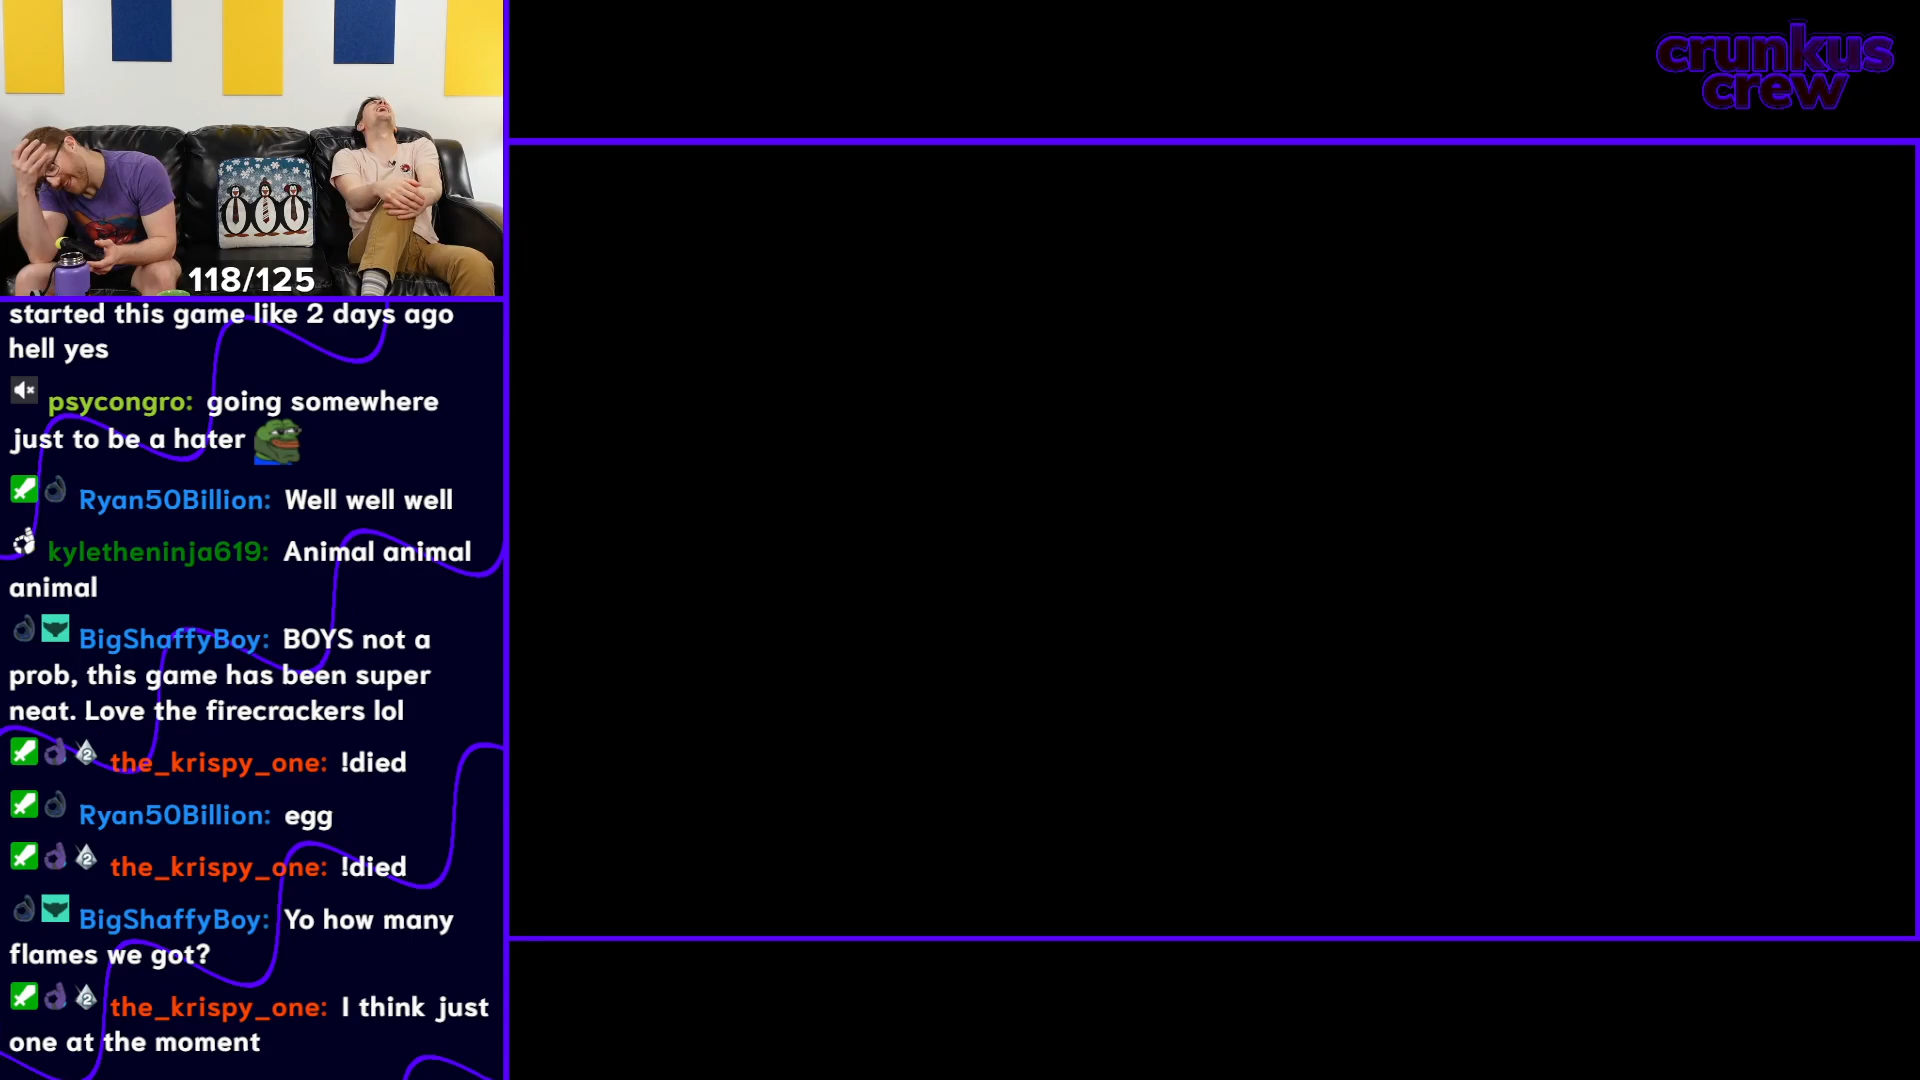 crunkus
crew
118/125
started this game like 2 days ago
hell yes
psycongro: going somewhere
just to be a hater
Ryan50Billion: Well well well
kyletheninja619: Animal animal
animal
BigShaffyBoy: BOYS not a
prob, this game has been super
neat. Love the firecrackers lol
2 the_krispy_one: !died
Ryan50Billion: egg
2 the_krispy_one: !died
BigShaffyBoy: Yo how many
flames we got?
2 the_krispy_one: I think just
one at the moment